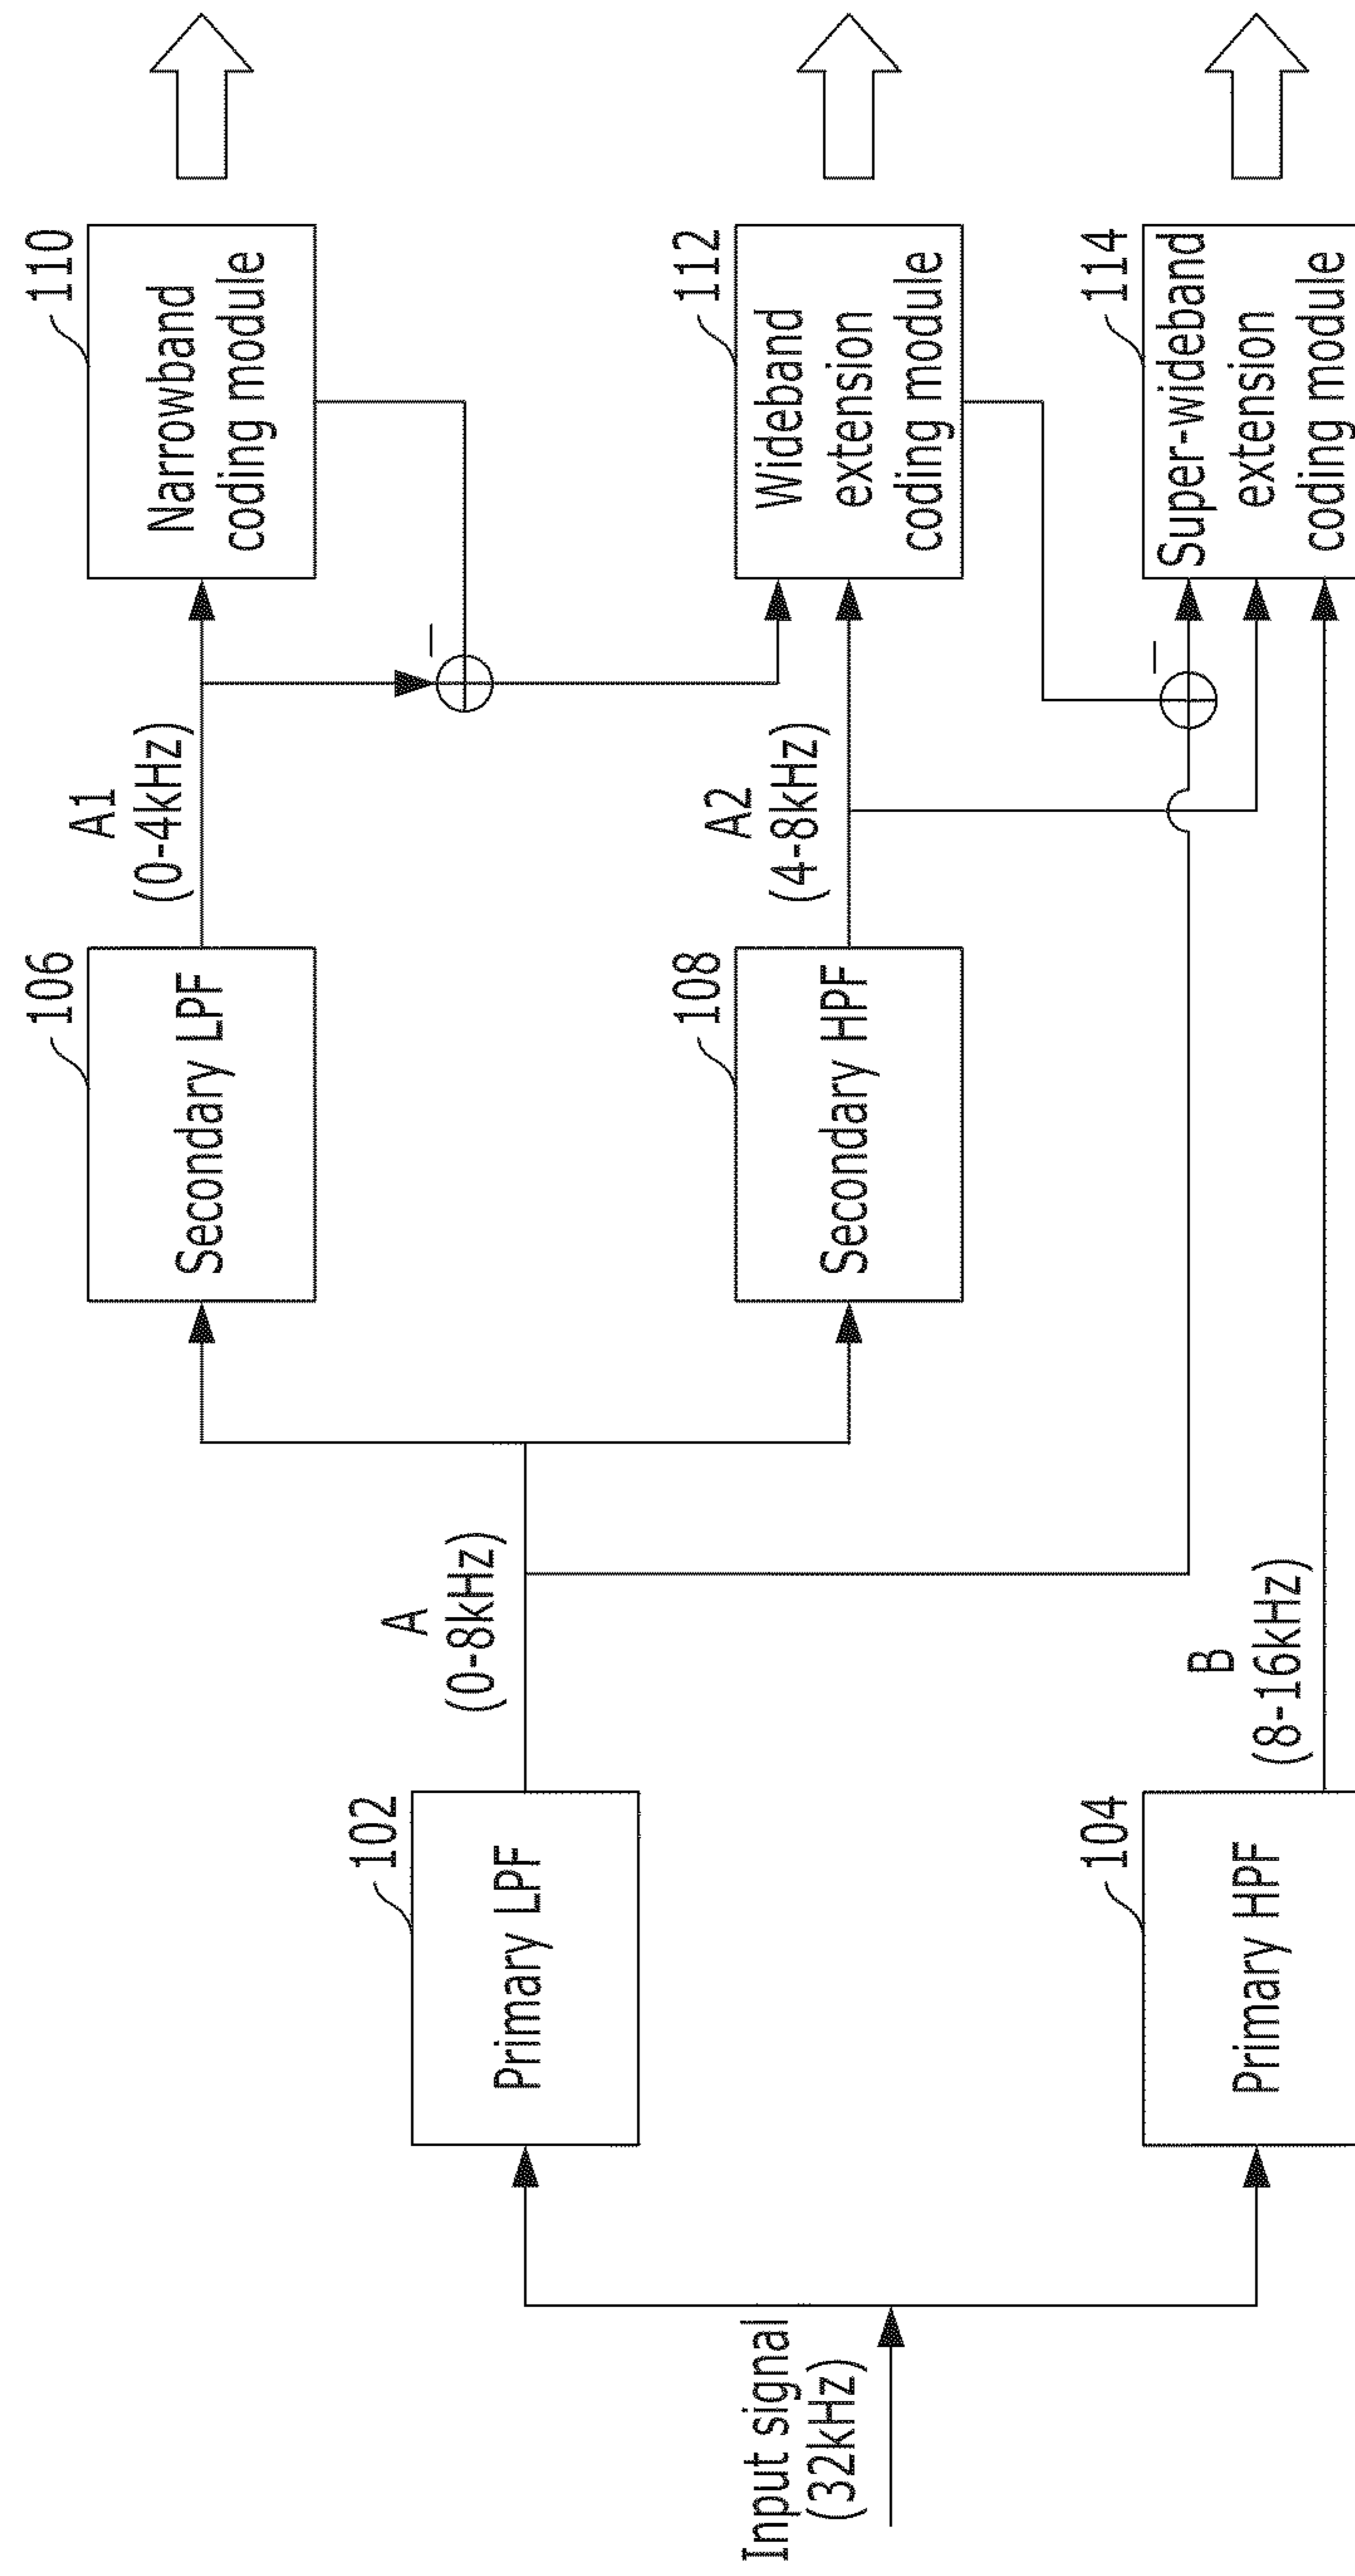 Input signal
(32kHz)
102
Primary LPF
104
Primary HPF
A
(0-8kHz)
B
(8-16kHz)
106
Secondary LPF
108
Secondary HPF
A1
(0-4kHz)
A2
(4-8kHz)
−
−
110
Narrowband
coding module
112
Wideband
extension
coding module
114
Super-wideband
extension
coding module